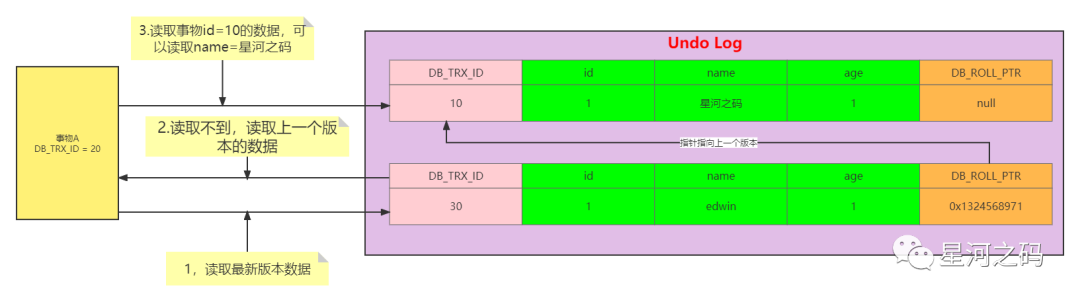 3.读取事物id=10的数据，可
以读取name=星河之码
Undo Log
DB_TRX_ID id name age DB_ROLL_PTR
10 1 星河之码 1 null
事物A
DB_TRX_ID = 20
2.读取不到，读取上一个版
本的数据
指针指向上一个版本
DB_TRX_ID id name age DB_ROLL_PTR
30 1 edwin 1 0x1324568971
1，读取最新版本数据
星河之码